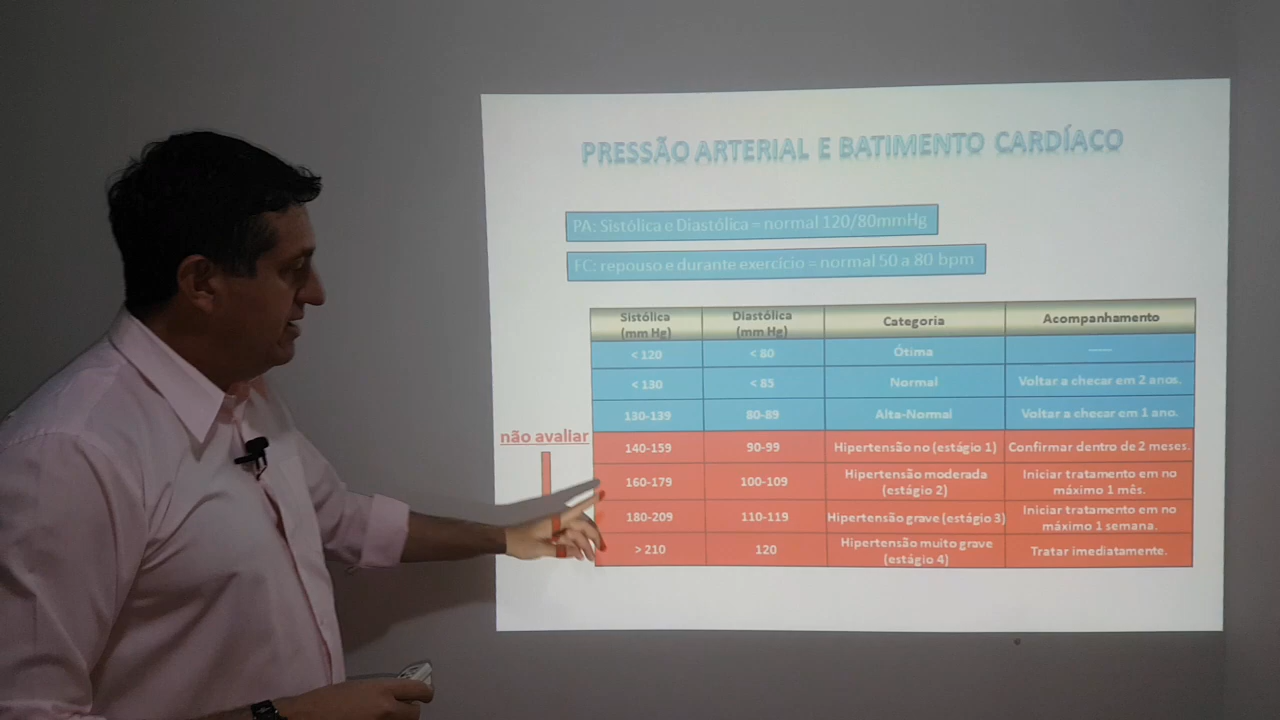 PRESSÃO ARTERIAL E BATIMENTO CARDÍACO
PA: Sistólica e Diastólica = normal 120/80mmHg
FC: repouso e durante exercício = normal 50 a 80 bpm
Sistólica (mm Hg) Diastólica (mm Hg) Categoria Acompanhamento
< 120 < 80 Ótima ——
< 130 < 85 Normal Voltar a checar em 2 anos.
130-139 80-89 Alta-Normal Voltar a checar em 1 ano.
não avaliar
140-159 90-99 Hipertensão no (estágio 1) Confirmar dentro de 2 meses.
160-179 100-109 Hipertensão moderada (estágio 2) Iniciar tratamento em no máximo 1 mês.
180-209 110-119 Hipertensão grave (estágio 3) Iniciar tratamento em no máximo 1 semana.
> 210 120 Hipertensão muito grave (estágio 4) Tratar imediatamente.